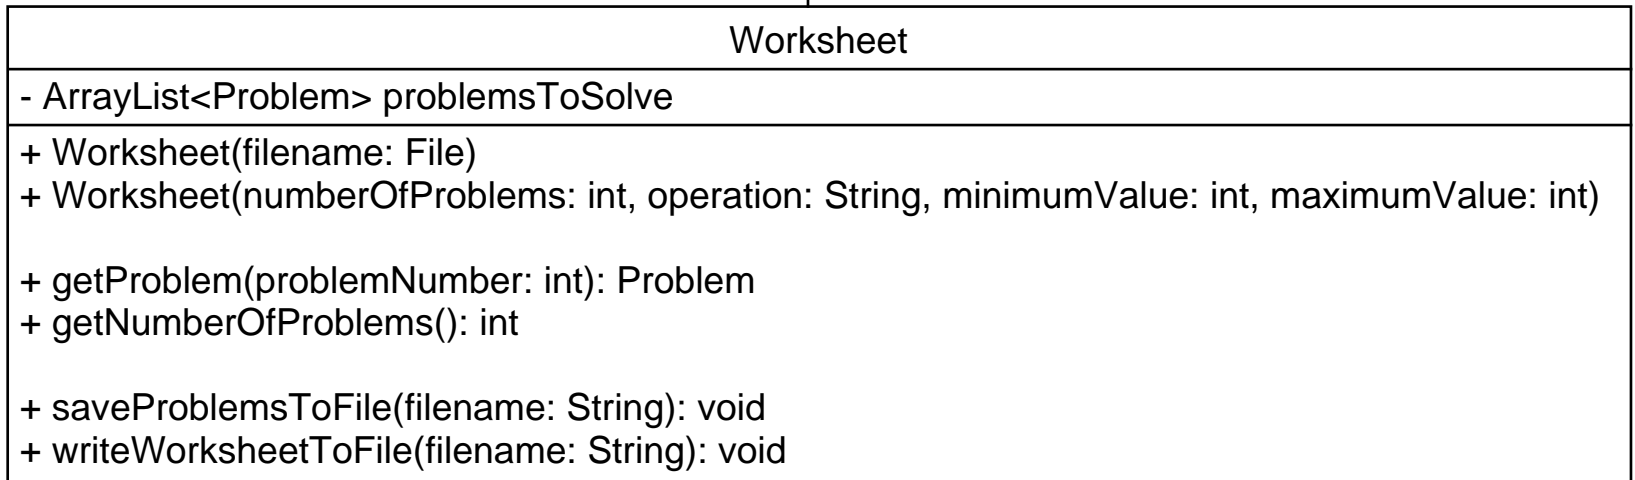 Worksheet
- ArrayList<Problem> problemsToSolve
+ Worksheet(filename: File)
+ Worksheet(numberOfProblems: int, operation: String, minimumValue: int, maximumValue: int)
+ getProblem(problemNumber: int): Problem
+ getNumberOfProblems(): int
+ saveProblemsToFile(filename: String): void
+ writeWorksheetToFile(filename: String): void